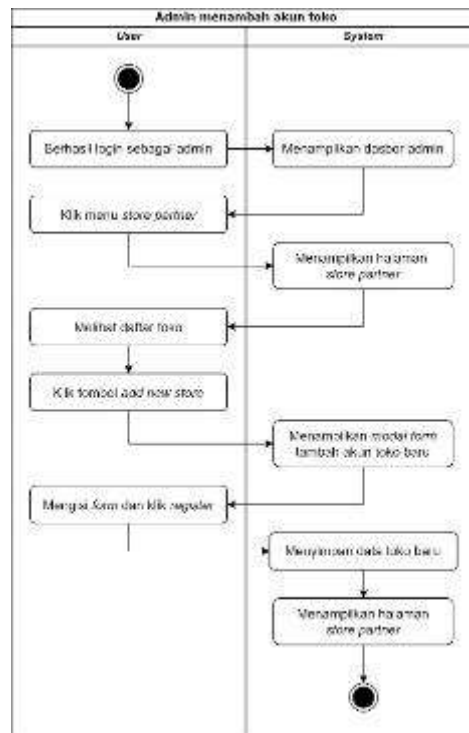 Admin menambah akun toko
User
System
Berhasil login sebagai admin
Menampilkan dasbor admin
Klik menu store partner
Menampilkan halaman
store partner
Melihat daftar toko
Klik tombol add new store
Menampilkan modal form
tambah akun toko baru
Mengisi form dan klik register
Menyimpan data toko baru
Menampilkan halaman
store partner